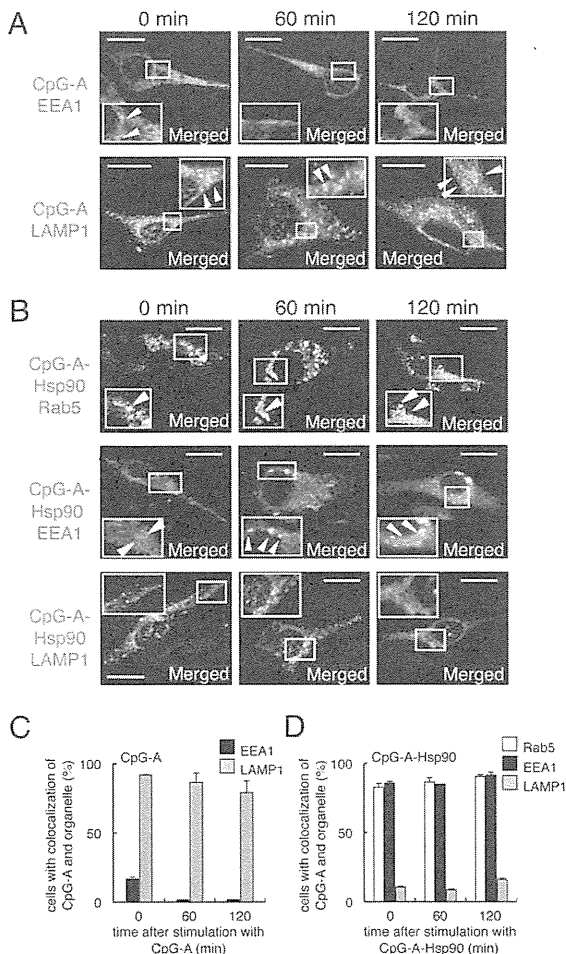 A
0 min 60 min 120 min
CpG-A
EEA1
Merged Merged Merged
CpG-A
LAMP1
Merged Merged Merged
B
0 min 60 min 120 min
CpG-A-
Hsp90
Rab5
Merged Merged Merged
CpG-A-
Hsp90
EEA1
Merged Merged Merged
CpG-A-
Hsp90
LAMP1
Merged Merged Merged
C
CpG-A
EEA1
LAMP1
cells with colocalization of
CpG-A and organelle (%)
100
50
0
0 60 120
time after stimulation with
CpG-A (min)
D
CpG-A-Hsp90
Rab5
EEA1
LAMP1
cells with colocalization of
CpG-A and organelle (%)
100
50
0
0 60 120
time after stimulation with
CpG-A-Hsp90 (min)